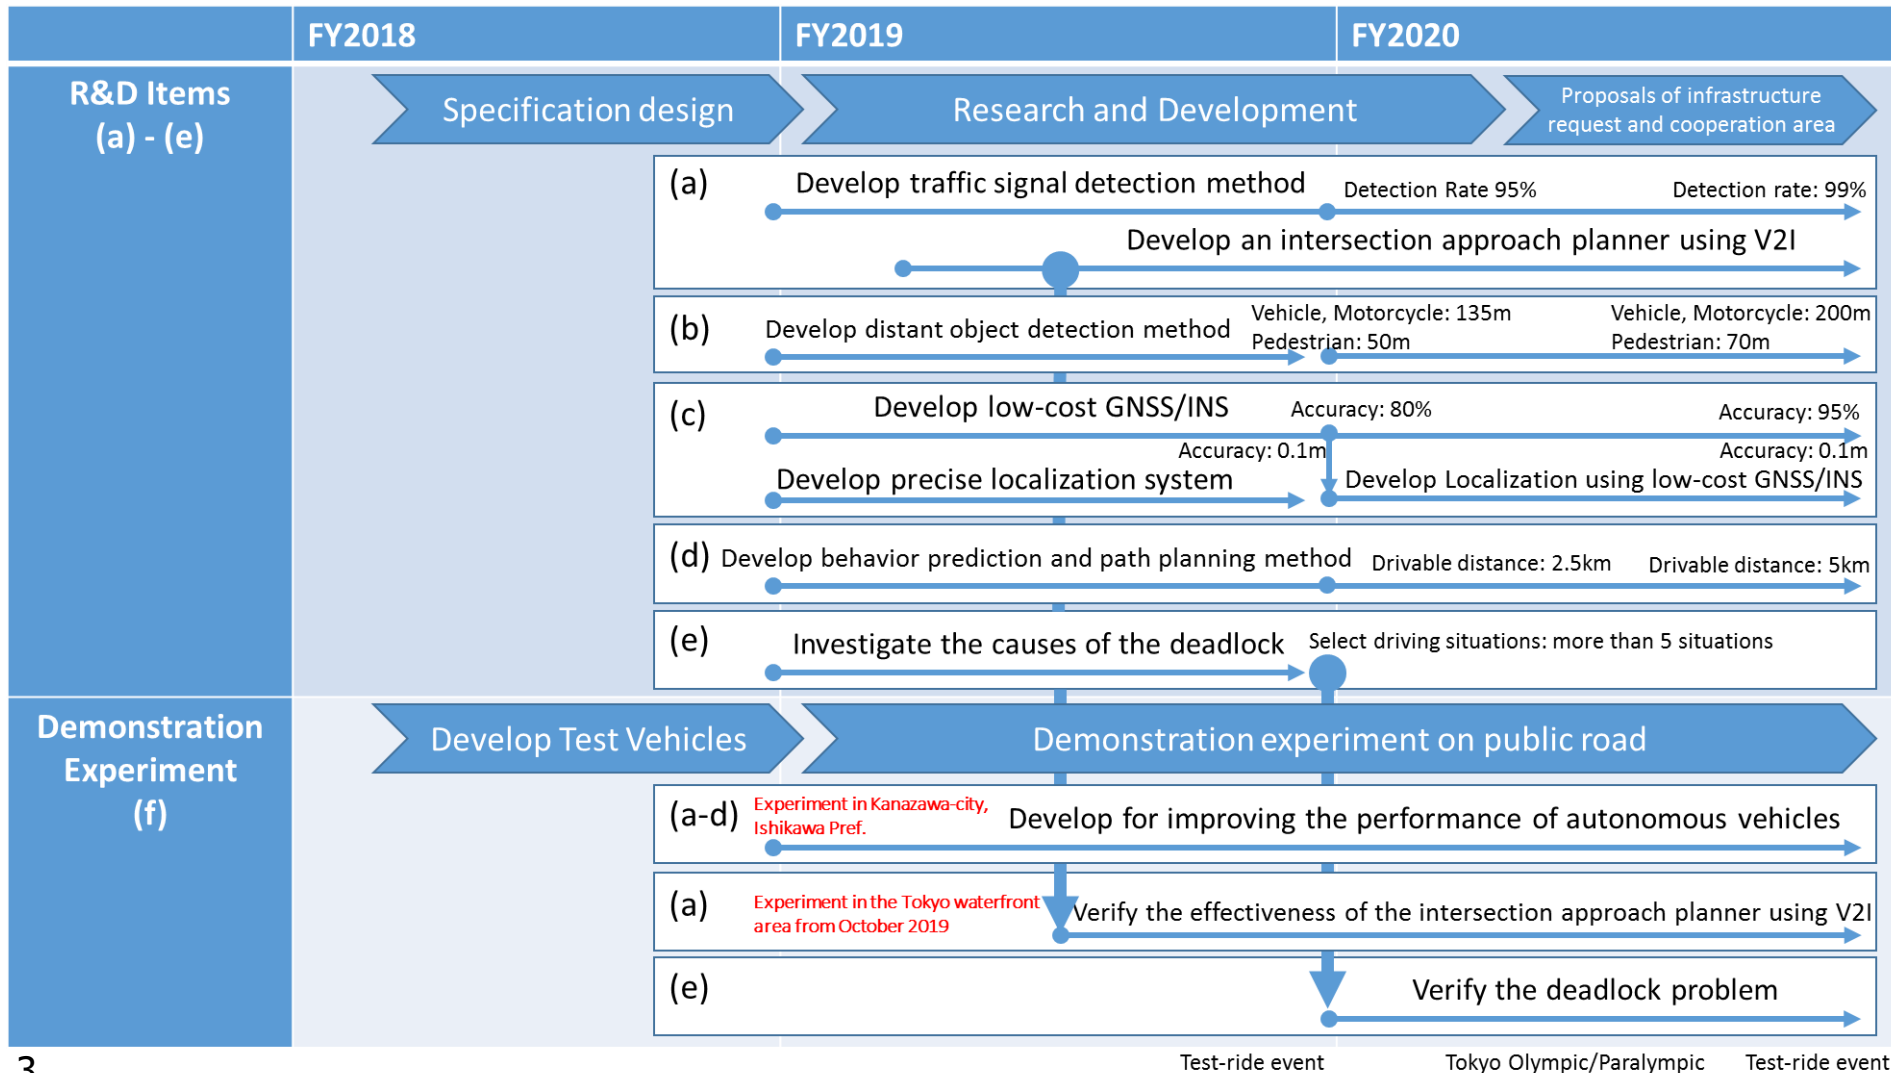 FY2018
FY2019
FY2020
R&D Items
(a) - (e)
Specification design
Research and Development
Proposals of infrastructure
request and cooperation area
(a)
Develop traffic signal detection method
Detection Rate 95%
Detection rate: 99%
Develop an intersection approach planner using V2I
(b)
Develop distant object detection method
Vehicle, Motorcycle: 135m
Pedestrian: 50m
Vehicle, Motorcycle: 200m
Pedestrian: 70m
(c)
Develop low-cost GNSS/INS
Accuracy: 80%
Accuracy: 95%
Accuracy: 0.1m
Accuracy: 0.1m
Develop precise localization system
Develop Localization using low-cost GNSS/INS
(d)
Develop behavior prediction and path planning method
Drivable distance: 2.5km
Drivable distance: 5km
(e)
Investigate the causes of the deadlock
Select driving situations: more than 5 situations
Demonstration
Experiment
(f)
Develop Test Vehicles
Demonstration experiment on public road
(a-d)
Experiment in Kanazawa-city,
Ishikawa Pref.
Develop for improving the performance of autonomous vehicles
(a)
Experiment in the Tokyo waterfront
area from October 2019
Verify the effectiveness of the intersection approach planner using V2I
(e)
Verify the deadlock problem
3
Test-ride event
Tokyo Olympic/Paralympic
Test-ride event